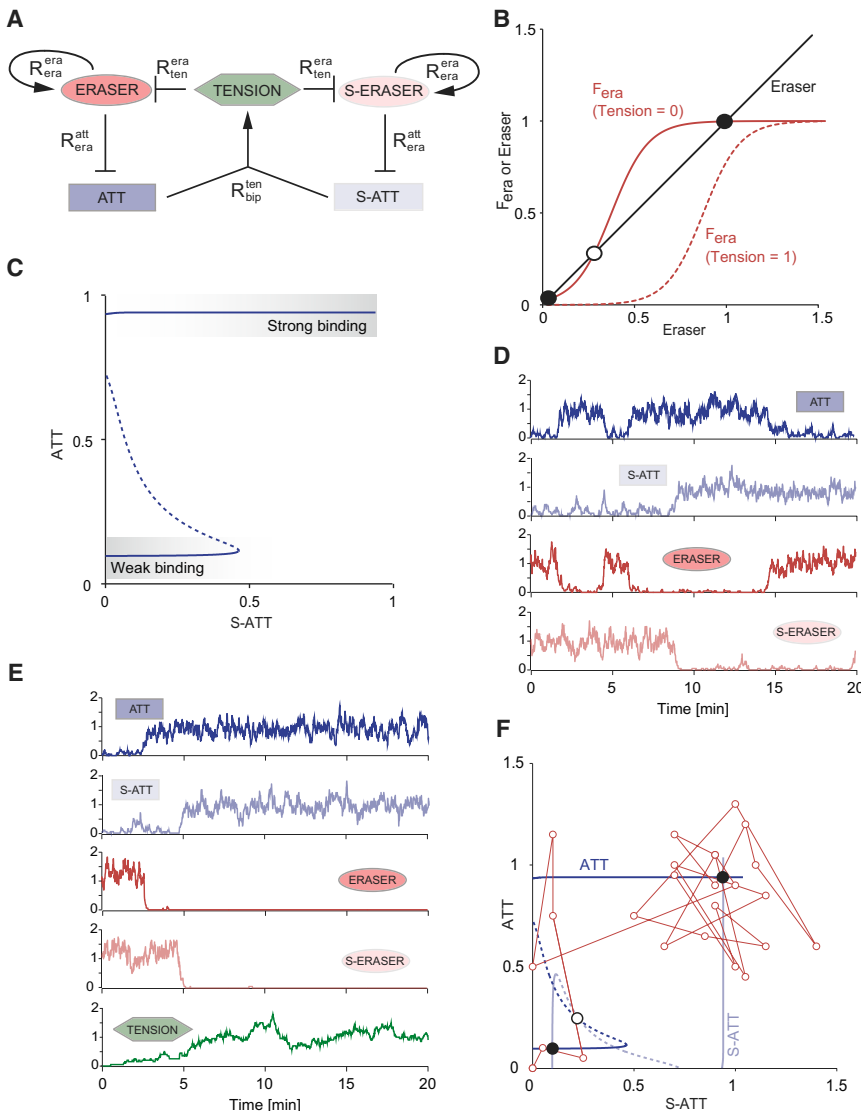 A
R era era
R era ten
R era ten
R era era
ERASER
TENSION
S-ERASER
R att era
R att era
ATT
R ten bip
S-ATT
B
1.5
1
0.5
0
F era or Eraser
F era
(Tension = 0)
Eraser
F era
(Tension = 1)
0
0.5
1
1.5
Eraser
C
1
0.5
0
ATT
Strong binding
Weak binding
0
0.5
1
S-ATT
D
2
1
0
ATT
2
1
0
S-ATT
2
1
0
ERASER
2
1
0
S-ERASER
0
5
10
15
20
Time [min]
E
2
1
0
ATT
2
1
0
S-ATT
2
1
0
ERASER
2
1
0
S-ERASER
2
1
0
TENSION
0
5
10
15
20
Time [min]
F
1.5
1
0.5
0
ATT
ATT
S-ATT
0
0.5
1
1.5
S-ATT